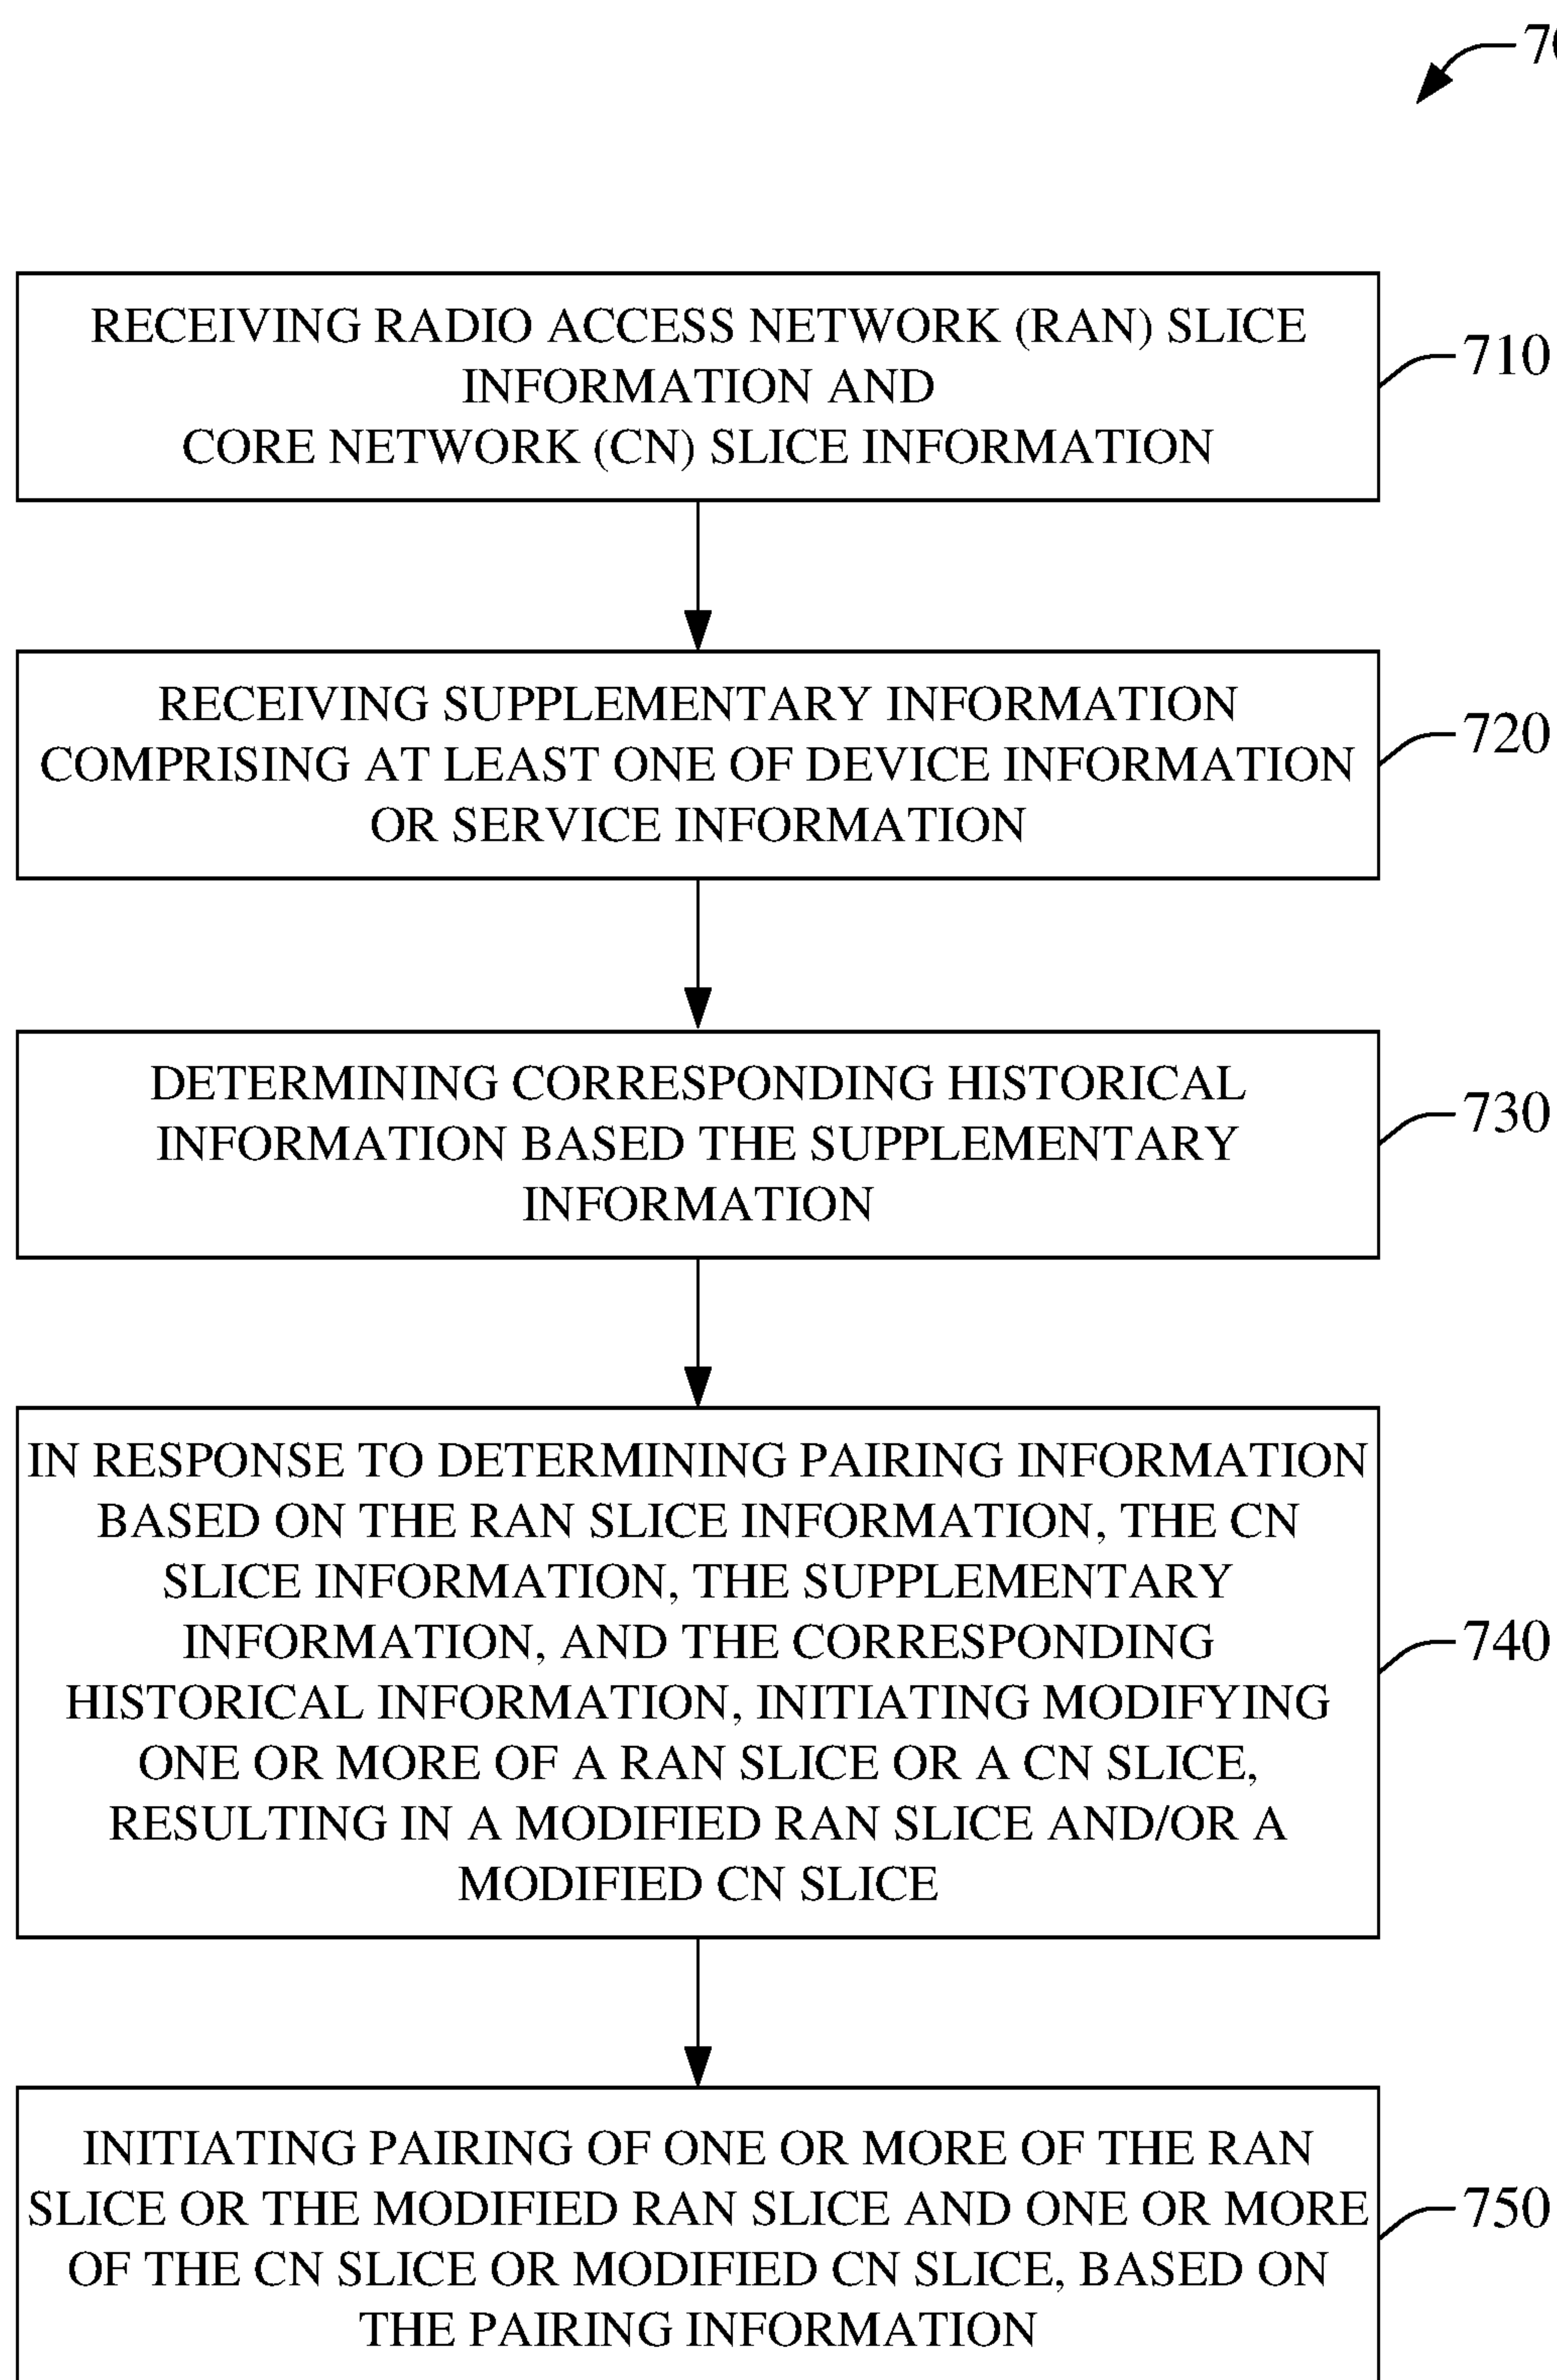 RECEIVING RADIO ACCESS NETWORK (RAN) SLICE
INFORMATION AND
CORE NETWORK (CN) SLICE INFORMATION
710
RECEIVING SUPPLEMENTARY INFORMATION
COMPRISING AT LEAST ONE OF DEVICE INFORMATION
OR SERVICE INFORMATION
720
DETERMINING CORRESPONDING HISTORICAL
INFORMATION BASED THE SUPPLEMENTARY
INFORMATION
730
IN RESPONSE TO DETERMINING PAIRING INFORMATION
BASED ON THE RAN SLICE INFORMATION, THE CN
SLICE INFORMATION, THE SUPPLEMENTARY
INFORMATION, AND THE CORRESPONDING
HISTORICAL INFORMATION, INITIATING MODIFYING
ONE OR MORE OF A RAN SLICE OR A CN SLICE,
RESULTING IN A MODIFIED RAN SLICE AND/OR A
MODIFIED CN SLICE
740
INITIATING PAIRING OF ONE OR MORE OF THE RAN
SLICE OR THE MODIFIED RAN SLICE AND ONE OR MORE
OF THE CN SLICE OR MODIFIED CN SLICE, BASED ON
THE PAIRING INFORMATION
750